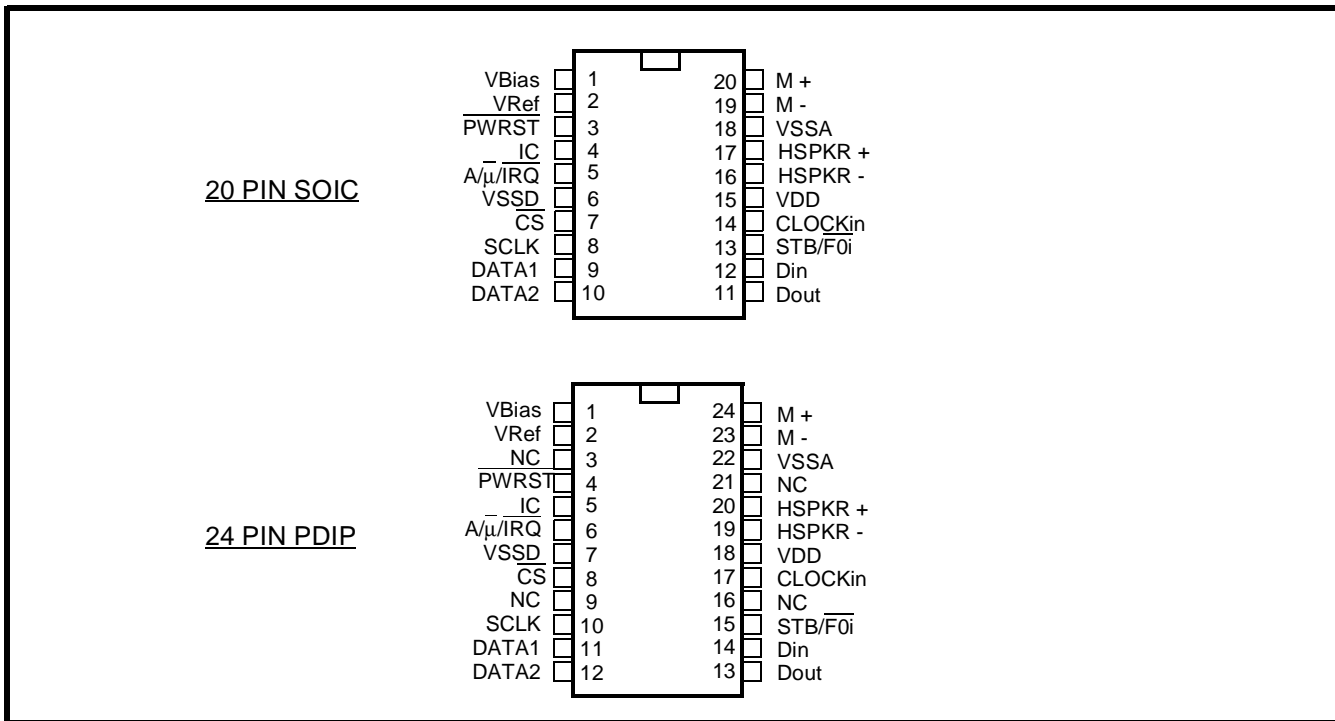 20 PIN SOIC
VBias 1 20 M +
VRef 2 19 M -
PWRST 3 18 VSSA
IC 4 17 HSPKR +
A/μ/IRQ 5 16 HSPKR -
VSSD 6 15 VDD
CS 7 14 CLOCKin
SCLK 8 13 STB/F0i
DATA1 9 12 Din
DATA2 10 11 Dout
24 PIN PDIP
VBias 1 24 M +
VRef 2 23 M -
NC 3 22 VSSA
PWRST 4 21 NC
IC 5 20 HSPKR +
A/μ/IRQ 6 19 HSPKR -
VSSD 7 18 VDD
CS 8 17 CLOCKin
NC 9 16 NC
SCLK 10 15 STB/F0i
DATA1 11 14 Din
DATA2 12 13 Dout